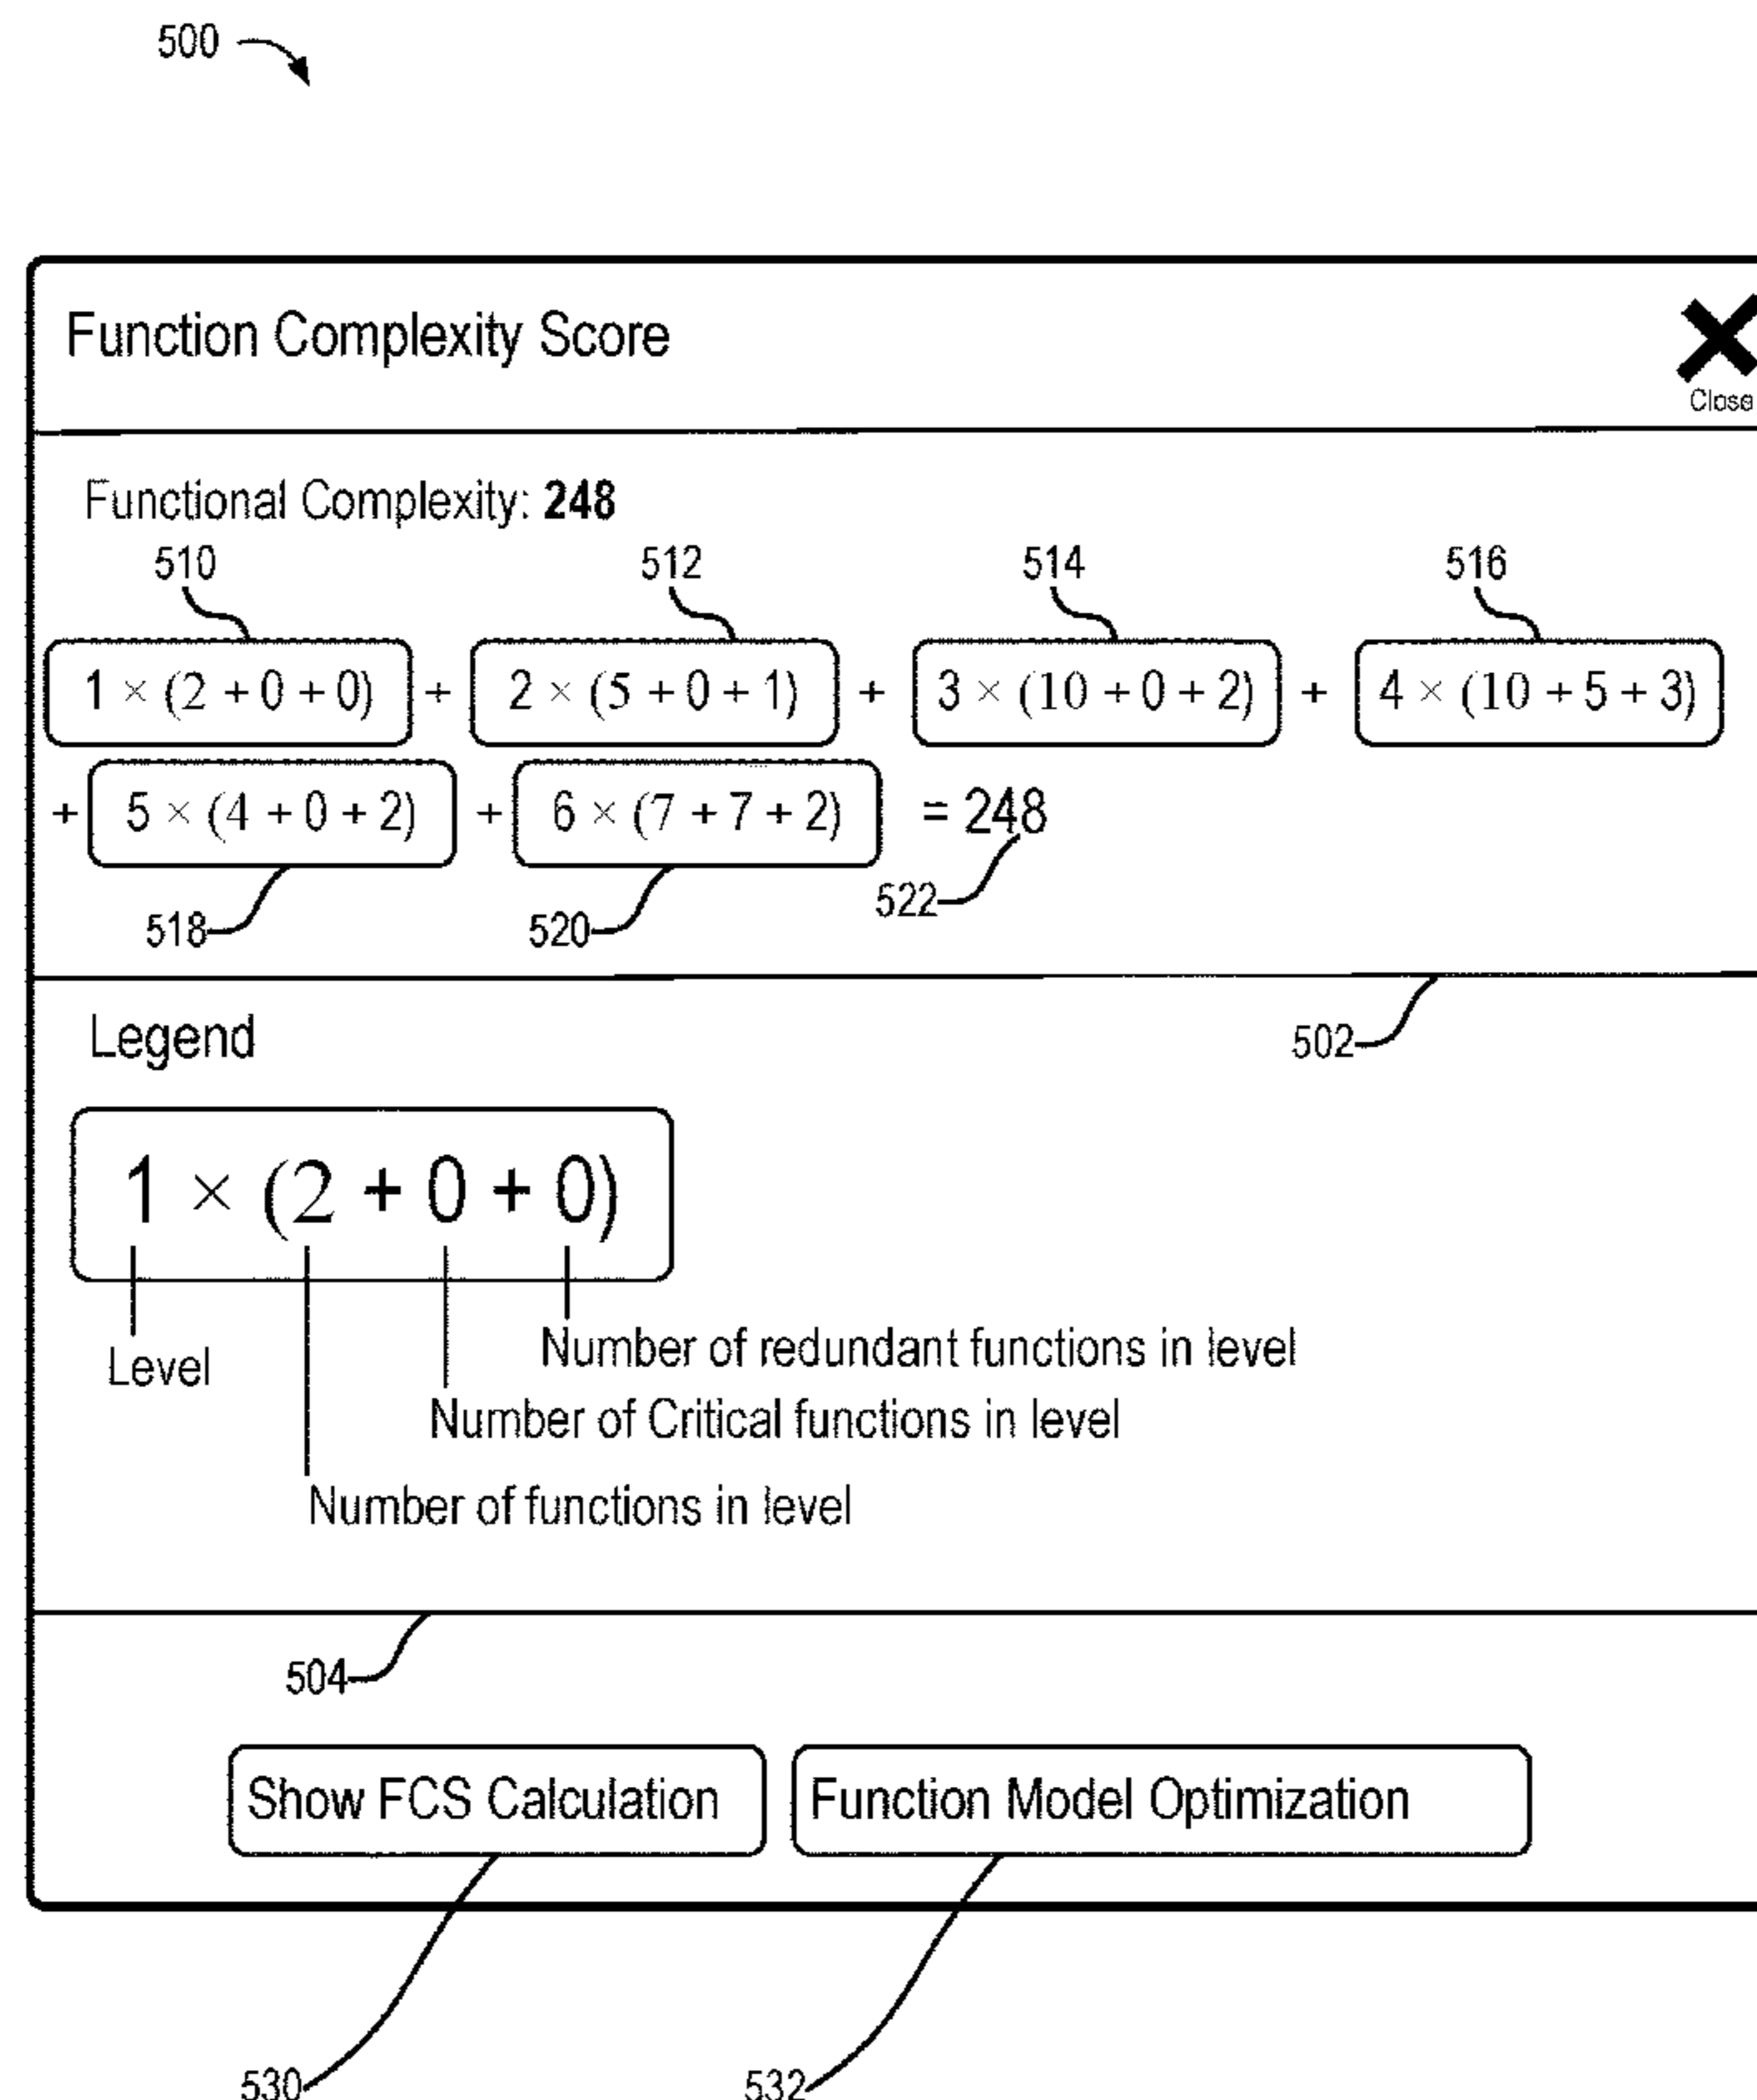 500
Function Complexity Score
Close
Functional Complexity: 248
510 512 514 516
1 × (2 + 0 + 0) + 2 × (5 + 0 + 1) + 3 × (10 + 0 + 2) + 4 × (10 + 5 + 3)
+ 5 × (4 + 0 + 2) + 6 × (7 + 7 + 2) = 248
522
518 520
Legend
502
1 × (2 + 0 + 0)
Number of redundant functions in level
Level
Number of Critical functions in level
Number of functions in level
504
Show FCS Calculation Function Model Optimization
530 532